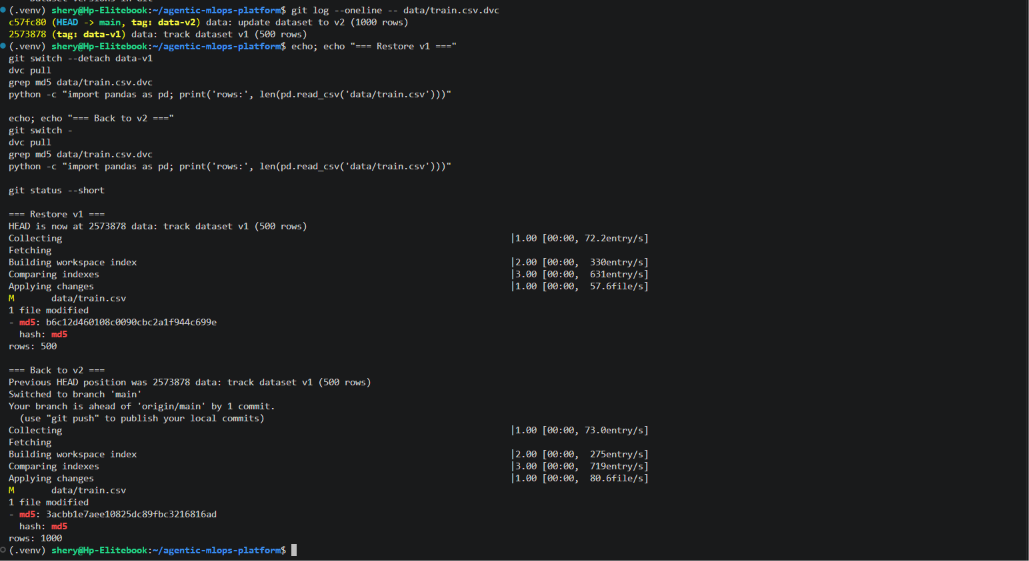 (.venv) shery@Hp-Elitebook:~/agentic-mlops-platform$ git log --oneline -- data/train.csv.dvc
c57fc80 (HEAD -> main, tag: data-v2) data: update dataset to v2 (1000 rows)
2573878 (tag: data-v1) data: track dataset v1 (500 rows)
(.venv) shery@Hp-Elitebook:~/agentic-mlops-platform$ echo; echo "=== Restore v1 ==="
git switch --detach data-v1
dvc pull
grep md5 data/train.csv.dvc
python -c "import pandas as pd; print('rows:', len(pd.read_csv('data/train.csv')))"

echo; echo "=== Back to v2 ==="
git switch -
dvc pull
grep md5 data/train.csv.dvc
python -c "import pandas as pd; print('rows:', len(pd.read_csv('data/train.csv')))"

git status --short

=== Restore v1 ===
HEAD is now at 2573878 data: track dataset v1 (500 rows)
Collecting |1.00 [00:00, 72.2entry/s]
Fetching
Building workspace index |2.00 [00:00, 330entry/s]
Comparing indexes |3.00 [00:00, 631entry/s]
Applying changes |1.00 [00:00, 57.6file/s]
M data/train.csv
1 file modified
- md5: b6c12d460108c0090cbc2a1f944c699e
hash: md5
rows: 500

=== Back to v2 ===
Previous HEAD position was 2573878 data: track dataset v1 (500 rows)
Switched to branch 'main'
Your branch is ahead of 'origin/main' by 1 commit.
(use "git push" to publish your local commits)
Collecting |1.00 [00:00, 73.0entry/s]
Fetching
Building workspace index |2.00 [00:00, 275entry/s]
Comparing indexes |3.00 [00:00, 719entry/s]
Applying changes |1.00 [00:00, 80.6file/s]
M data/train.csv
1 file modified
- md5: 3acbb1e7aee10825dc89fbc3216816ad
hash: md5
rows: 1000
(.venv) shery@Hp-Elitebook:~/agentic-mlops-platform$